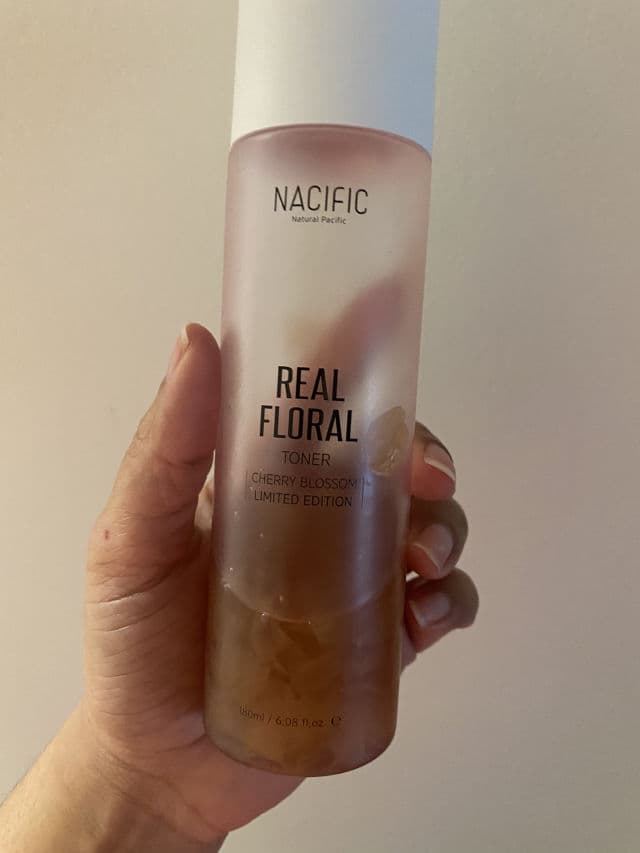 NACIFIC
Natural Pacific
REAL
FLORAL
TONER
CHERRY BLOSSOM
LIMITED EDITION
180ml / 6.08 fl.oz ℮